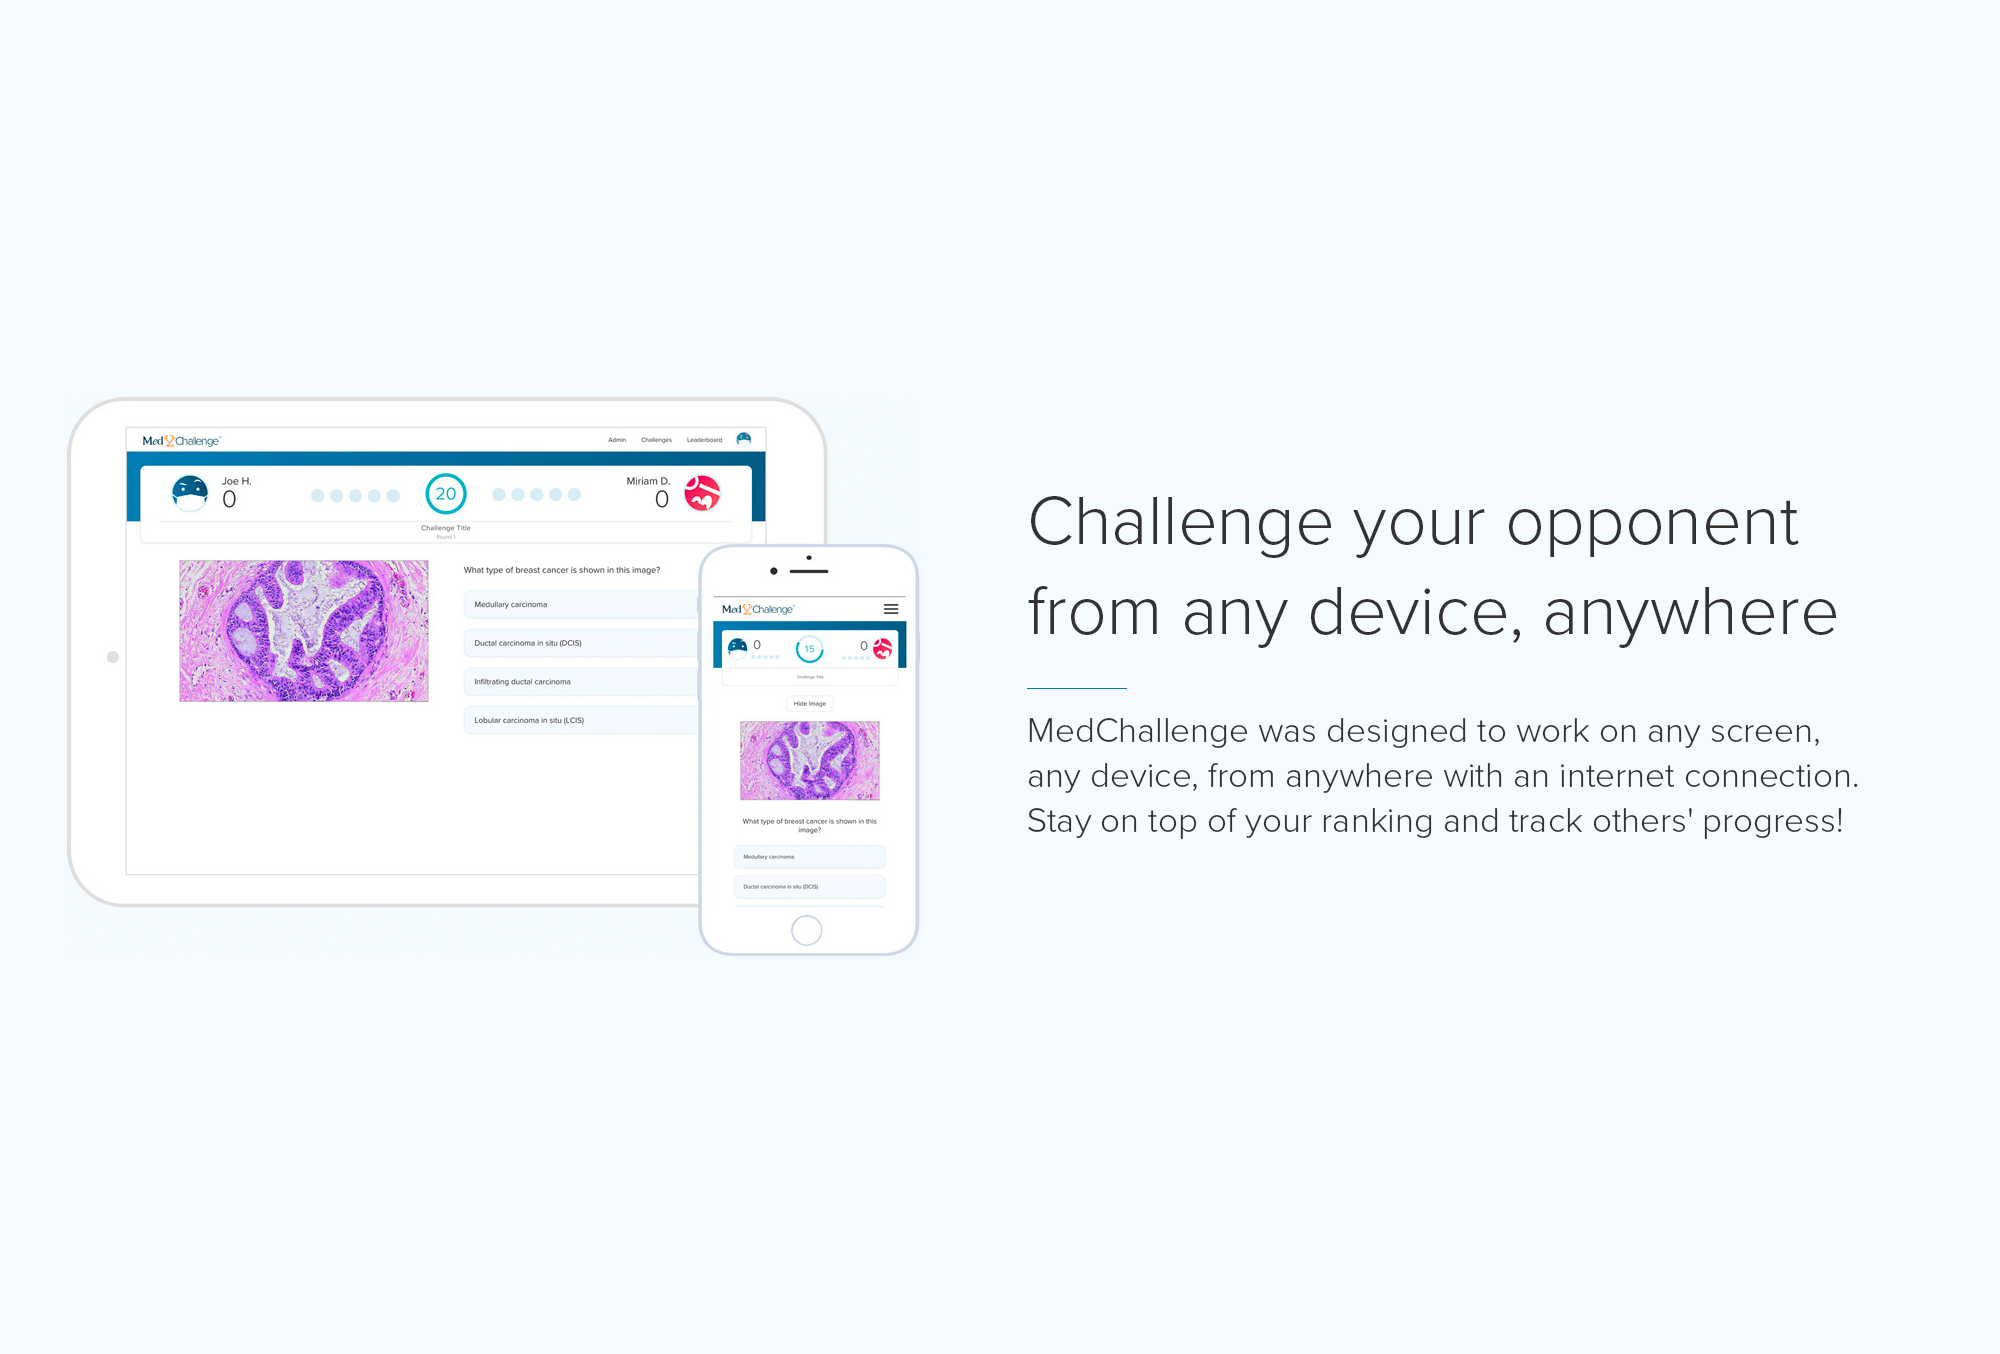 MedChallenge™
Admin Challenges Leaderboard
Joe H.
0
20
Miriam D.
0
Challenge Title
Round 1
What type of breast cancer is shown in this image?
Medullary carcinoma
Ductal carcinoma in situ (DCIS)
Infiltrating ductal carcinoma
Lobular carcinoma in situ (LCIS)
MedChallenge™
0
15
0
Challenge Title
Hide Image
What type of breast cancer is shown in this
image?
Medullary carcinoma
Ductal carcinoma in situ (DCIS)
Challenge your opponent
from any device, anywhere
MedChallenge was designed to work on any screen,
any device, from anywhere with an internet connection.
Stay on top of your ranking and track others' progress!